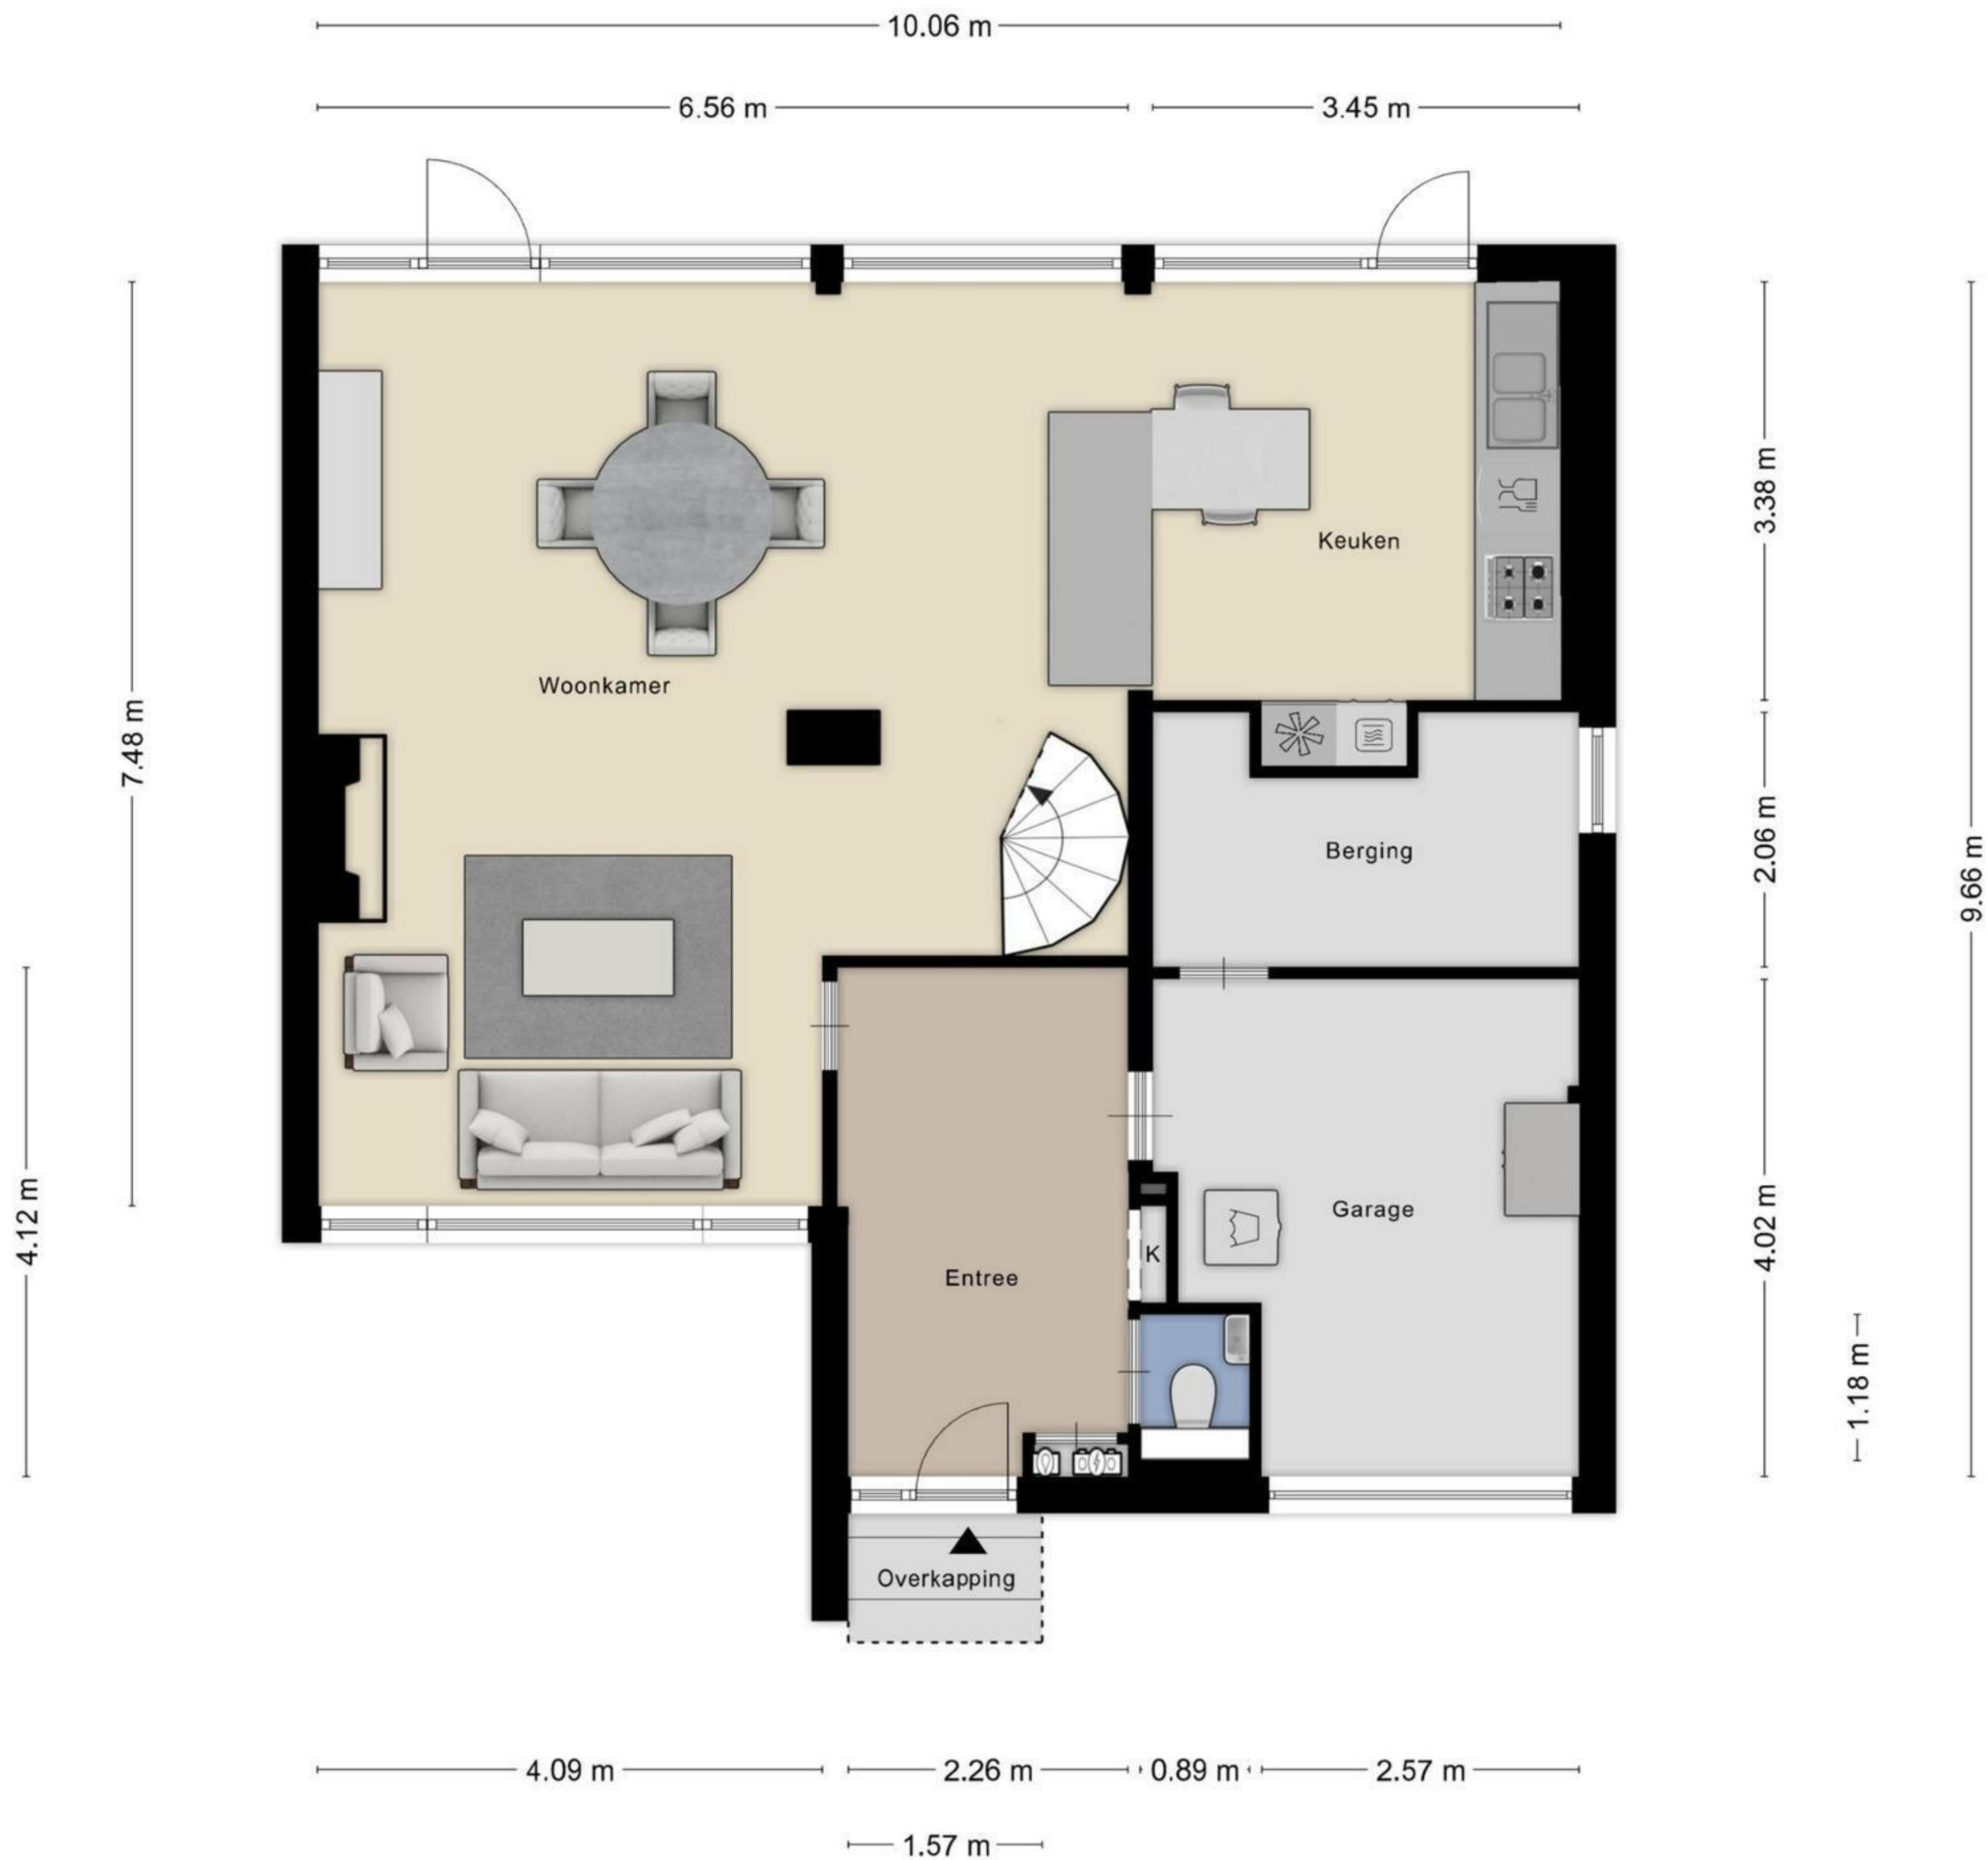 10.06 m
6.56 m
3.45 m
Keuken
3.38 m
Woonkamer
7.48 m
Berging
2.06 m
9.66 m
4.12 m
Garage
4.02 m
K
Entree
1.18 m
Overkapping
4.09 m
2.26 m
0.89 m
2.57 m
1.57 m